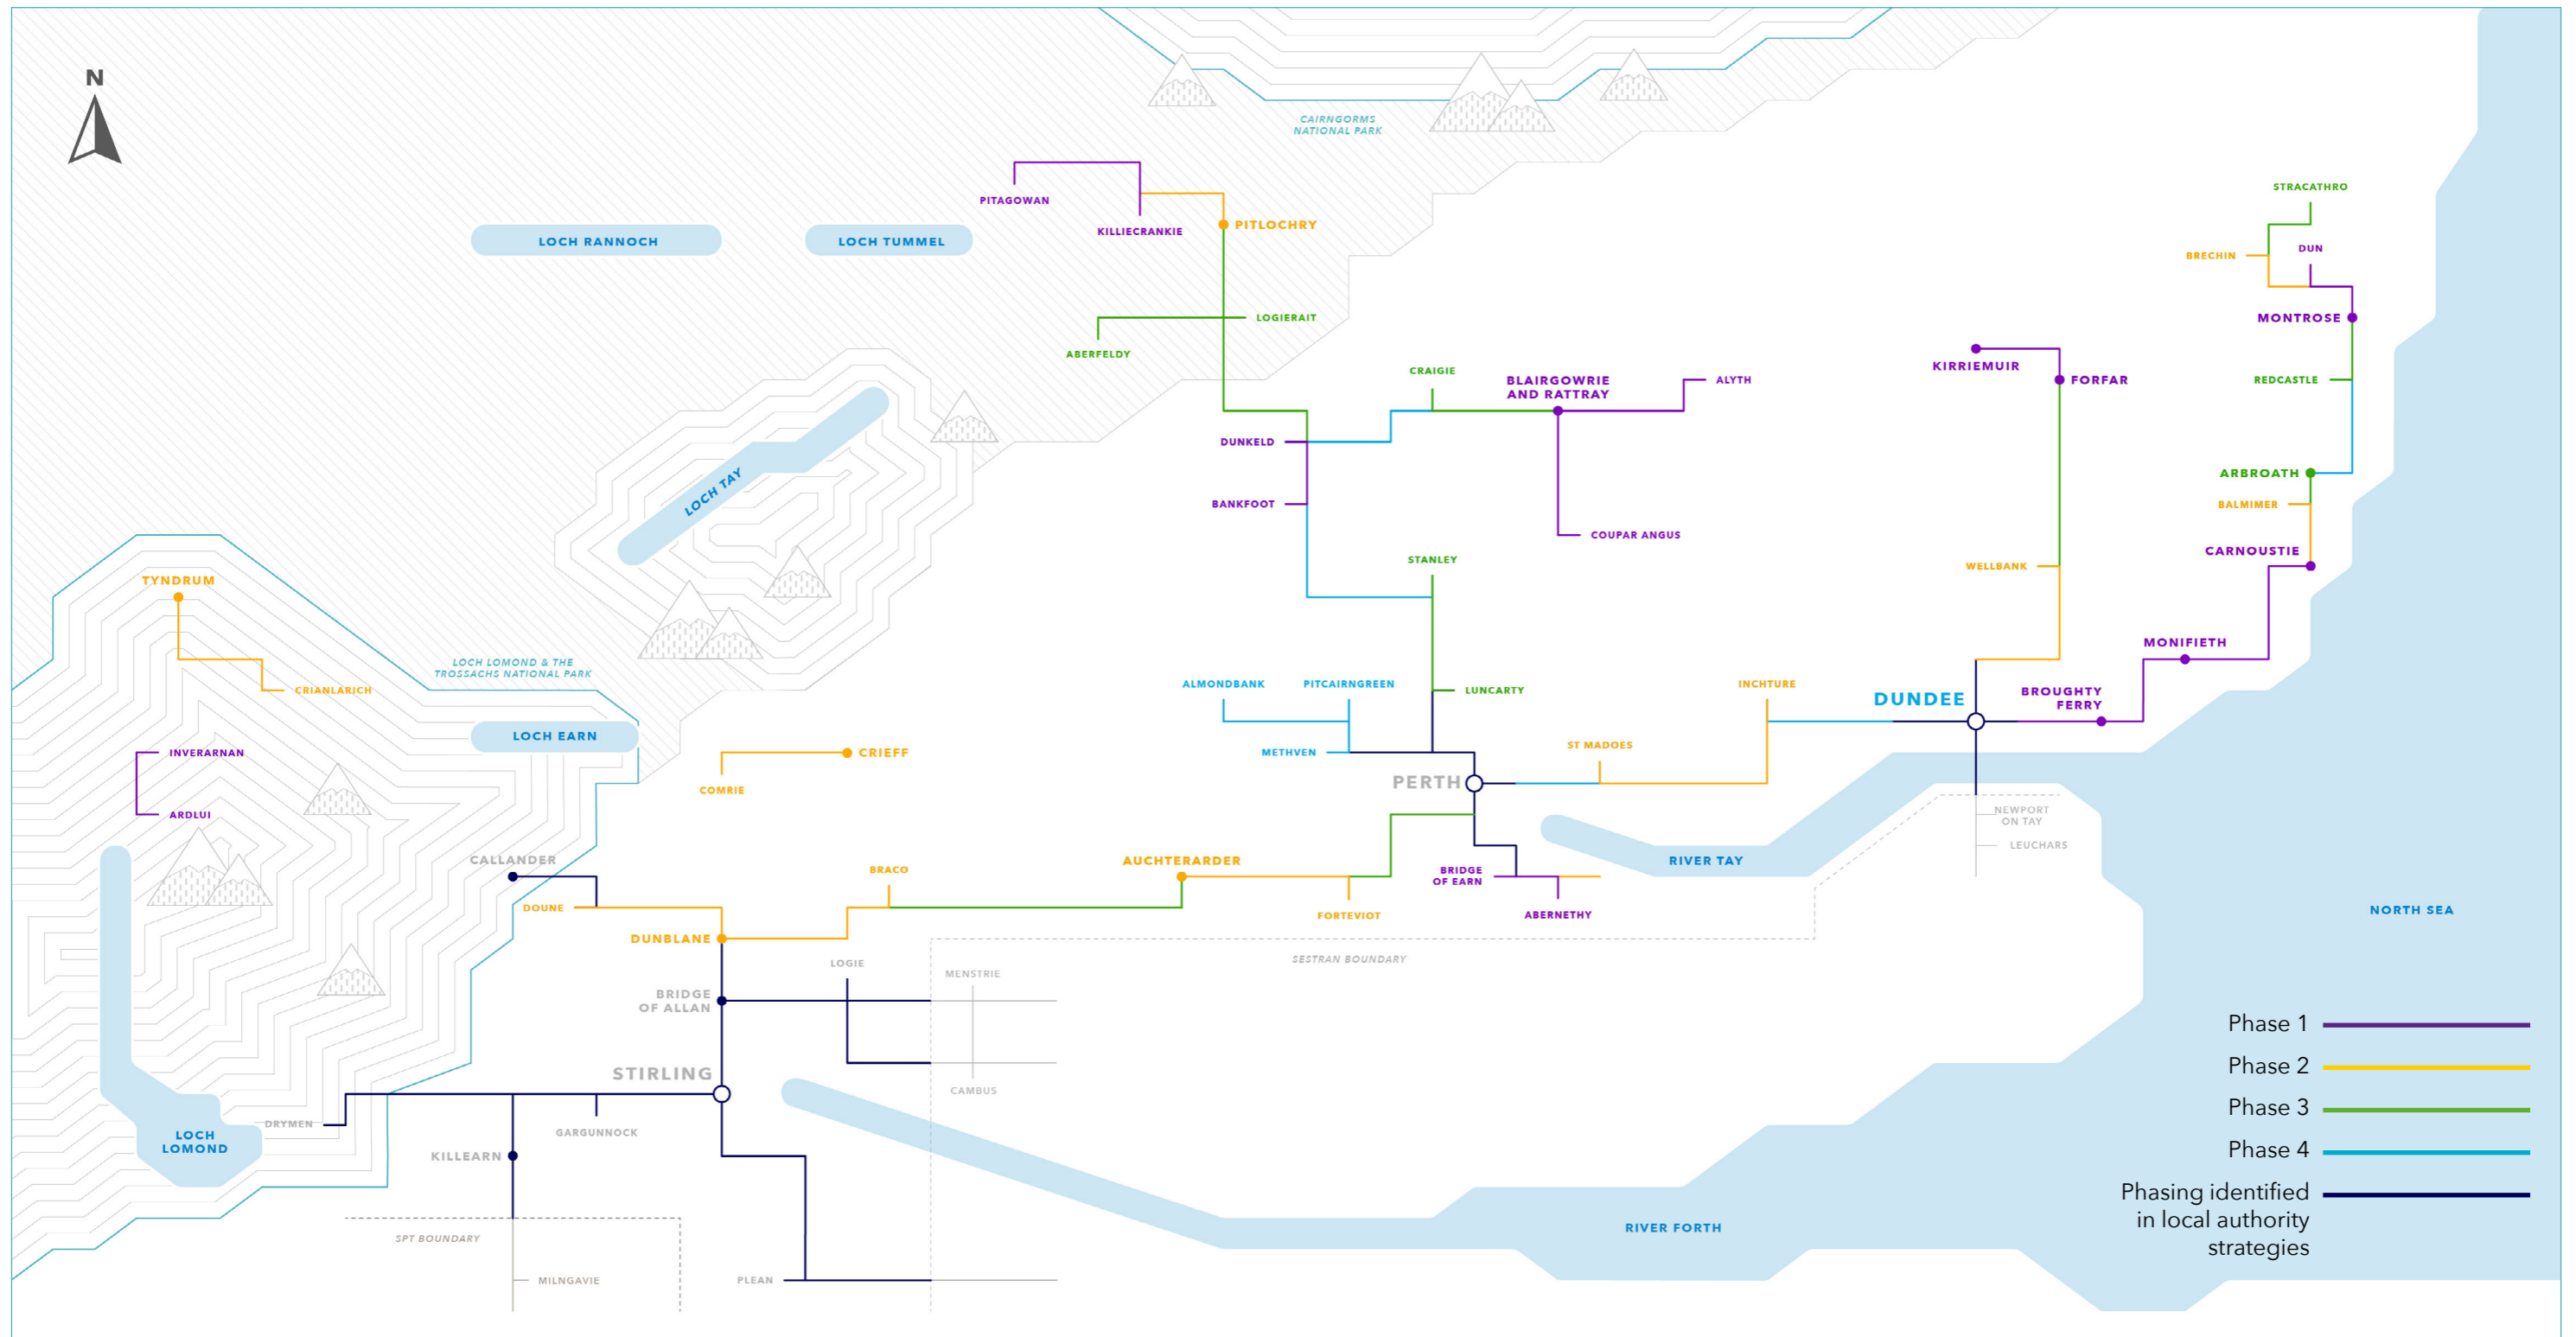 N
CAIRNGORMS
NATIONAL PARK
STRACATHRO
PITAGOWAN
KILLIECRANKIE
PITLOCHRY
LOCH RANNOCH
LOCH TUMMEL
BRECHIN
DUN
MONTROSE
LOGIERAIT
ABERFELDY
CRAIGIE
BLAIRGOWRIE
AND RATTRAY
ALYTH
KIRRIEMUIR
FORFAR
REDCASTLE
DUNKELD
LOCH TAY
BANKFOOT
COUPAR ANGUS
ARBROATH
BALMIMER
CARNOUSTIE
STANLEY
WELLBANK
TYNDRUM
MONIFIETH
LOCH LOMOND & THE
TROSSACHS NATIONAL PARK
CRIANLARICH
ALMONDBANK
PITCAIRNGREEN
LUNCARTY
INCHTURE
DUNDEE
BROUGHTY
FERRY
LOCH EARN
INVERARNAN
CRIEFF
METHVEN
ST MADOES
COMRIE
PERTH
ARDLUI
NEWPORT
ON TAY
LEUCHARS
CALLANDER
BRACO
AUCHTERARDER
RIVER TAY
BRIDGE
OF EARN
DOUNE
FORTEVIOT
ABERNETHY
NORTH SEA
DUNBLANE
LOGIE
SESTRAN BOUNDARY
MENSTRIE
BRIDGE
OF ALLAN
STIRLING
CAMBUS
DRYMEN
GARGUNNOCK
LOCH
LOMOND
KILLEARN
SPT BOUNDARY
MILNGAVIE
PLEAN
RIVER FORTH
Phase 1
Phase 2
Phase 3
Phase 4
Phasing identified
in local authority
strategies